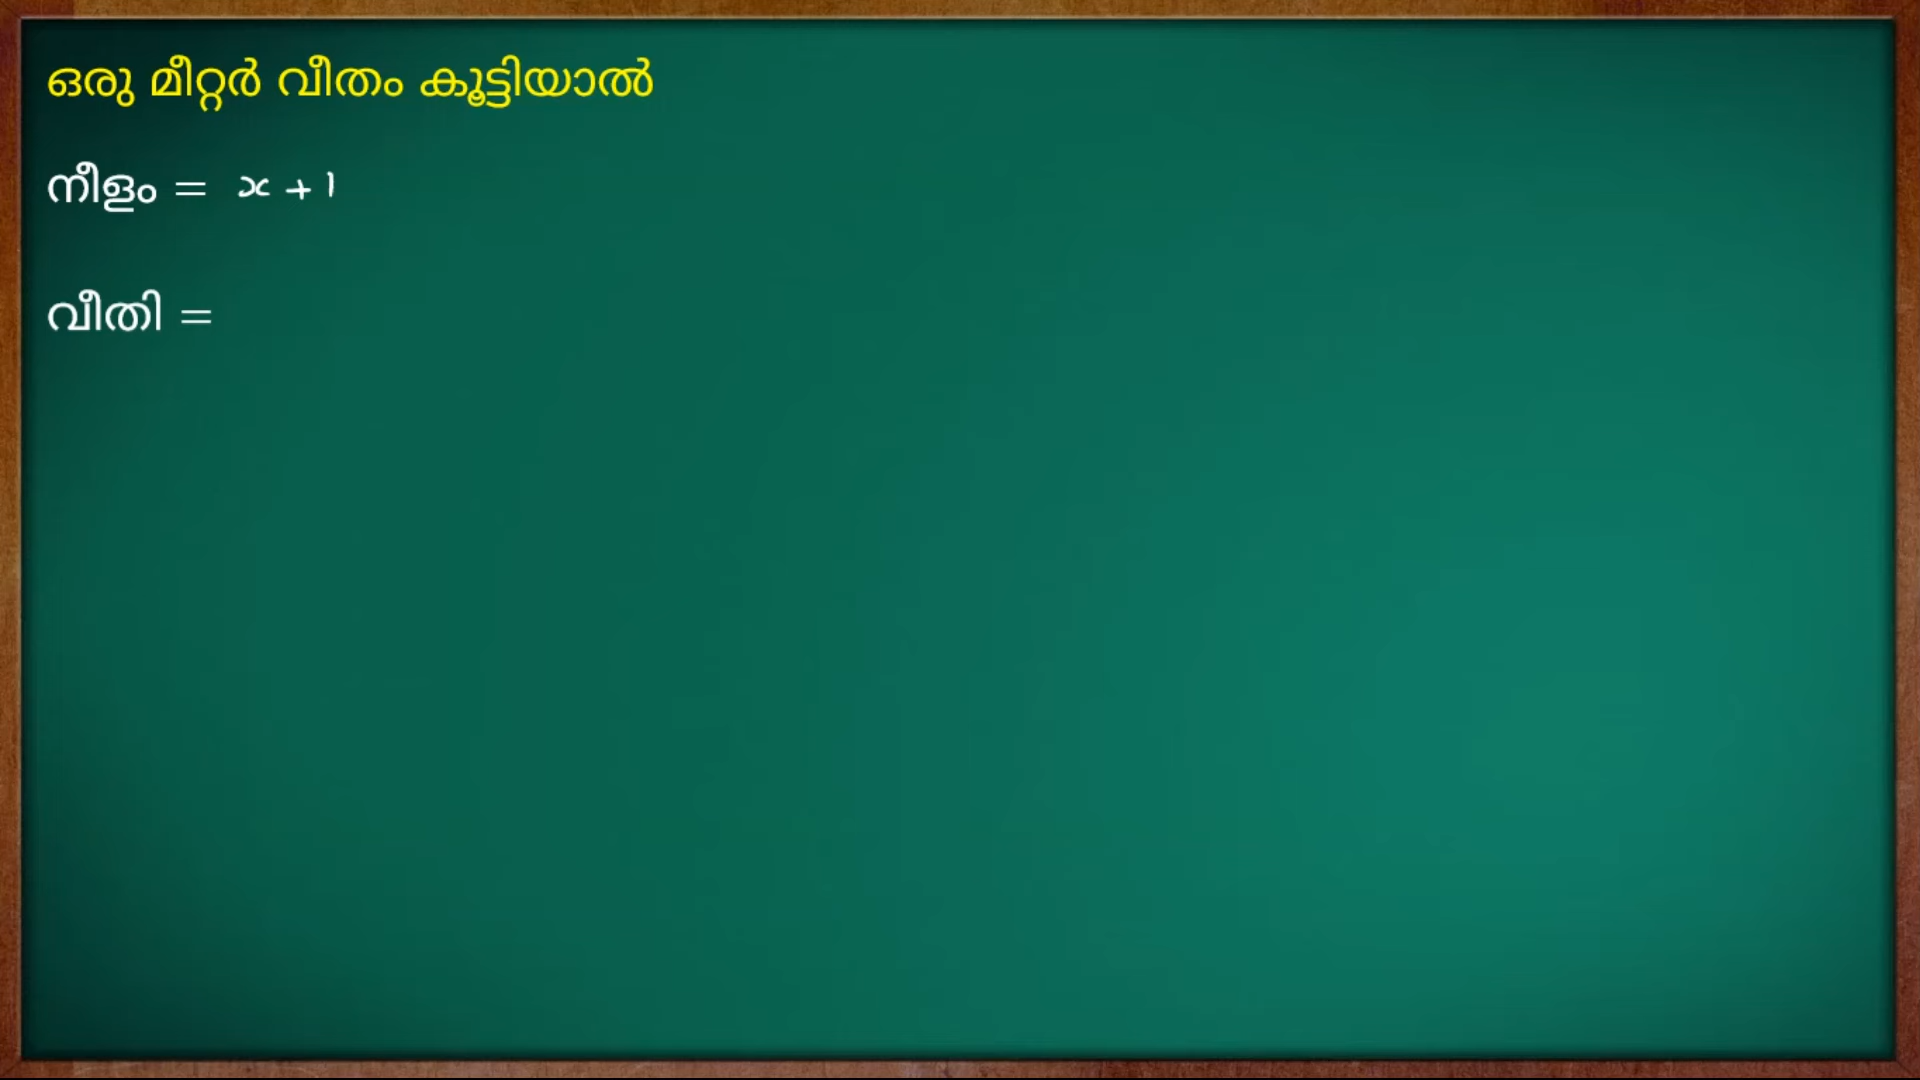 ഒരു മീറ്റർ വീതം കൂട്ടിയാൽ
നീളം = x + 1
വീതി =